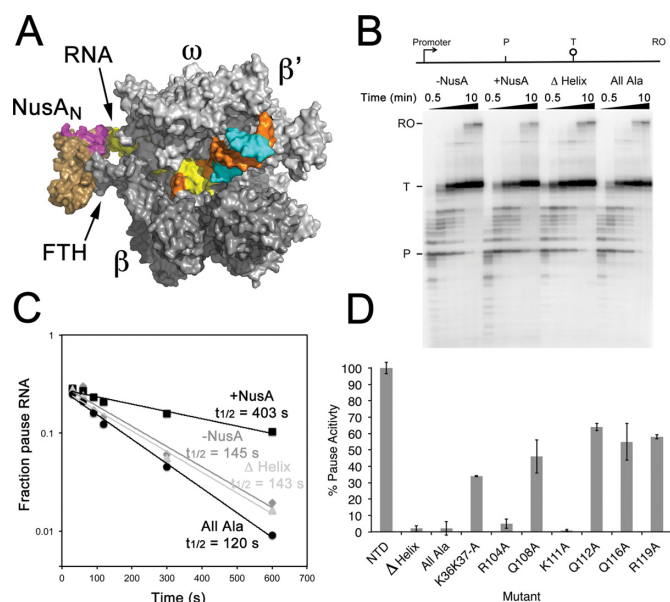 A
ω
β'
RNA
NusAN
FTH
β
B
Promoter
P
T
RO
-NusA
+NusA
Δ Helix
All Ala
Time (min)
0.5 10
0.5 10
0.5 10
0.5 10
RO
T
P
C
Fraction pause RNA
1
0.1
0.01
+NusA
t1/2 = 403 s
-NusA
t1/2 = 145 s
Δ Helix
t1/2 = 143 s
All Ala
t1/2 = 120 s
0 100 200 300 400 500 600 700
Time (s)
D
% Pause Acitivty
110
100
90
80
70
60
50
40
30
20
10
0
NTD
Δ Helix
All Ala
K36K37-A
R104A
Q108A
K111A
Q112A
Q116A
R119A
Mutant